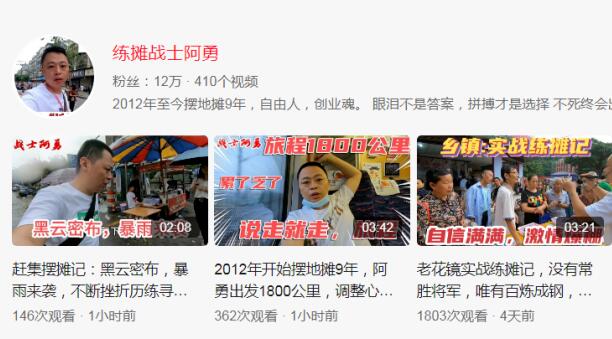 练摊战士阿勇
粉丝：12万 · 410个视频
2012年至今摆地摊9年，自由人，创业魂。 眼泪不是答案，拼搏才是选择 不死终会
战士阿勇
黑云密布，暴雨
02:08
旅程1800公里
累了乏了
说走就走，
03:42
乡镇:实战练摊记
自信满满，激情爆棚
03:21
赶集摆摊记：黑云密布，暴
雨来袭，不断挫折历练寻…
146次观看 · 1小时前
2012年开始摆地摊9年，阿
勇出发1800公里，调整心…
362次观看 · 1小时前
老花镜实战练摊记，没有常
胜将军，唯有百炼成钢，…
1803次观看 · 4天前